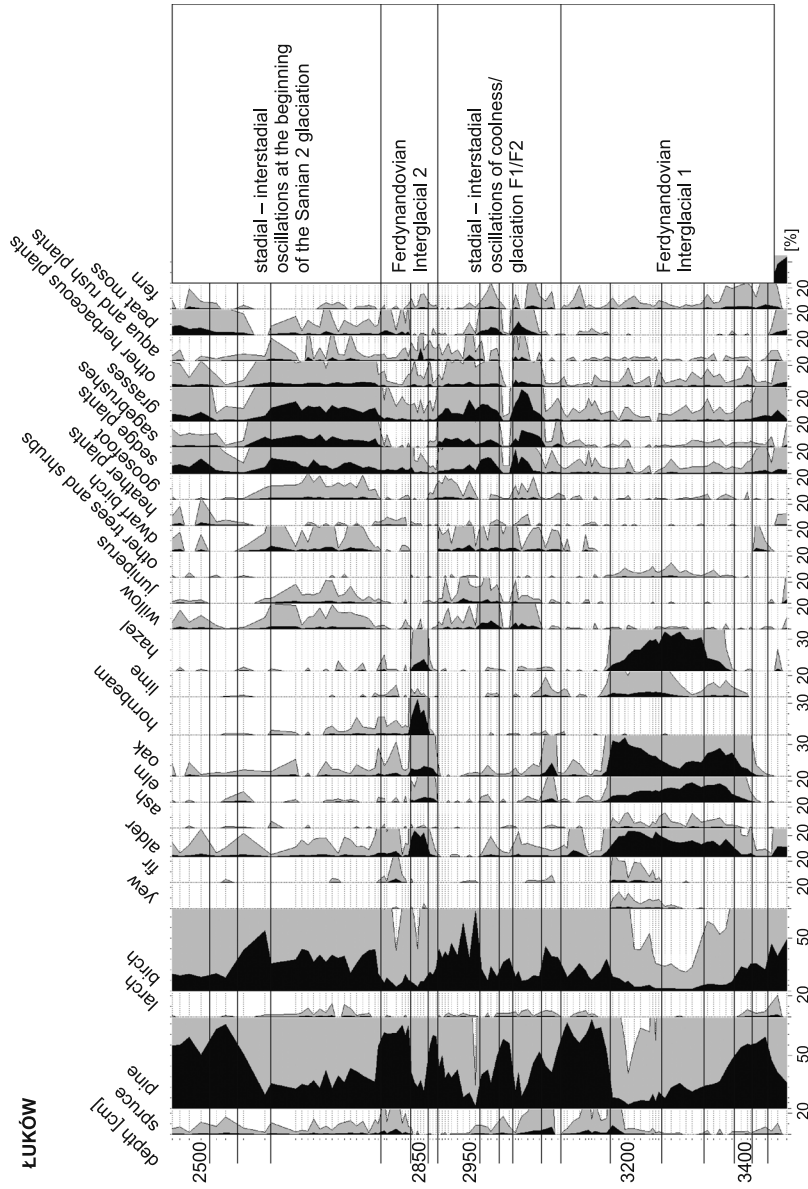 ŁUKÓW
depth [cm]
spruce
pine
larch
birch
yew
fir
alder
ash
elm
oak
hornbeam
lime
hazel
willow
juniperus
other trees and shrubs
dwarf birch
heather plants
goosefoot
sedge plants
sagebrushes
grasses
other herbaceous plants
aqua and rush plants
peat moss
fern
2500
2850
2950
3200
3400
stadial – interstadial
oscillations at the beginning
of the Sanian 2 glaciation
Ferdynandovian
Interglacial 2
stadial – interstadial
oscillations of coolness/
glaciation F1/F2
Ferdynandovian
Interglacial 1
20 50 20 50 20 20 20 20 20 30 30 20 30 20 20 20 20 20 20 20 20 20 20 20 20 20 [%]